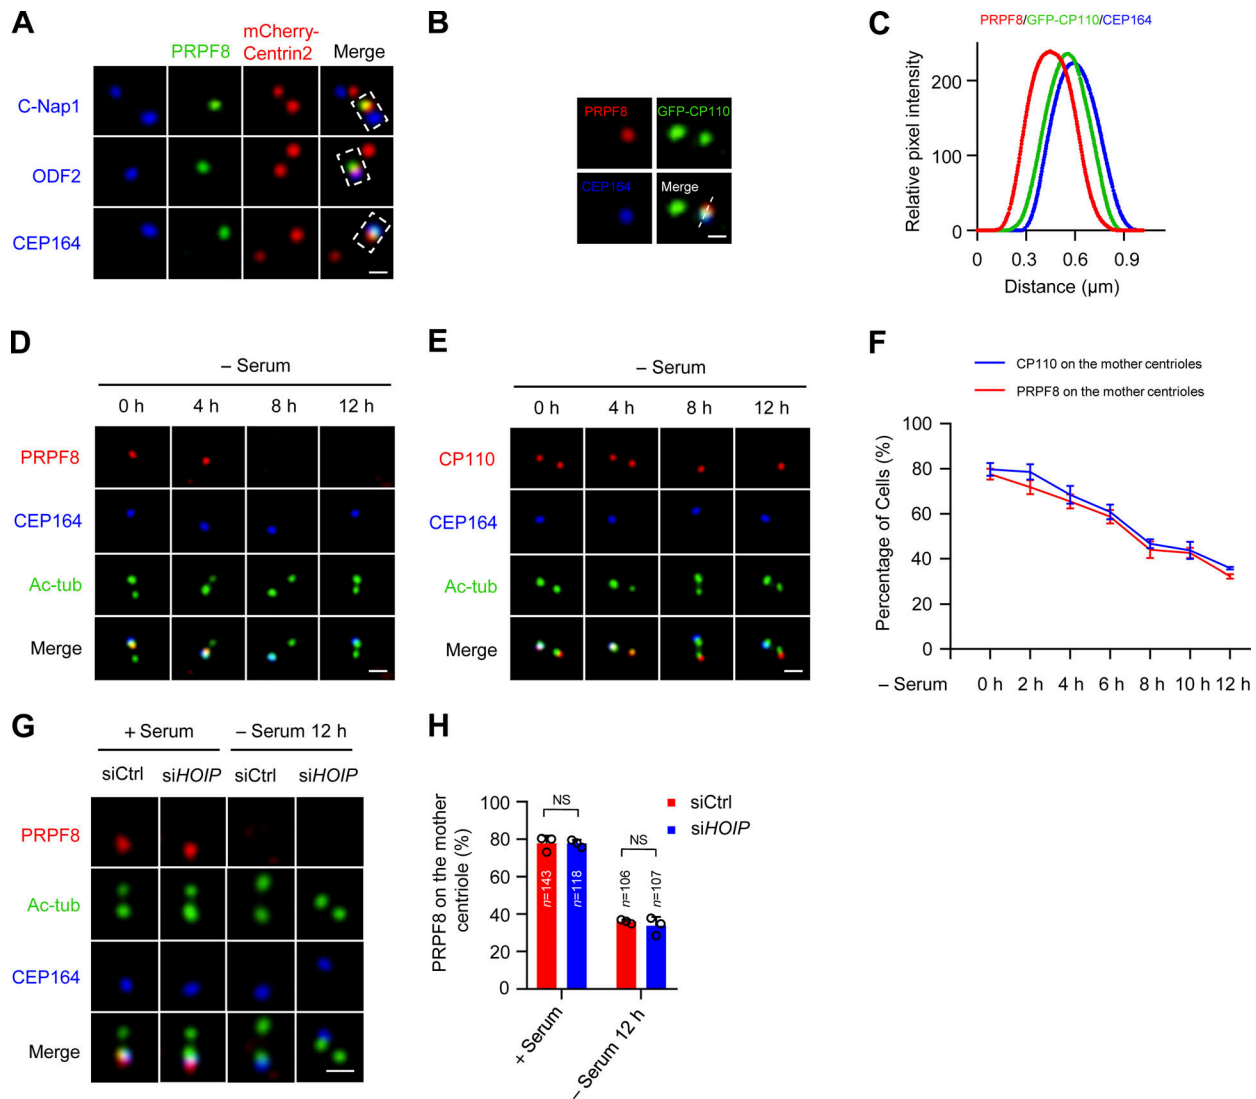 A
PRPF8
mCherry-
Centrin2
Merge
C-Nap1
ODF2
CEP164
B
PRPF8
GFP-CP110
CEP164
Merge
C
PRPF8/GFP-CP110/CEP164
Relative pixel intensity
200
100
0
0 0.3 0.6 0.9
Distance (µm)
D
– Serum
0 h 4 h 8 h 12 h
PRPF8
CEP164
Ac-tub
Merge
E
– Serum
0 h 4 h 8 h 12 h
CP110
CEP164
Ac-tub
Merge
F
CP110 on the mother centrioles
PRPF8 on the mother centrioles
Percentage of Cells (%)
100
80
60
40
20
0
– Serum 0 h 2 h 4 h 6 h 8 h 10 h 12 h
G
+ Serum – Serum 12 h
siCtrl siHOIP siCtrl siHOIP
PRPF8
Ac-tub
CEP164
Merge
H
PRPF8 on the mother
centriole (%)
100
80
60
40
20
0
NS
NS
siCtrl
siHOIP
n=143
n=118
n=106
n=107
+ Serum
– Serum 12 h